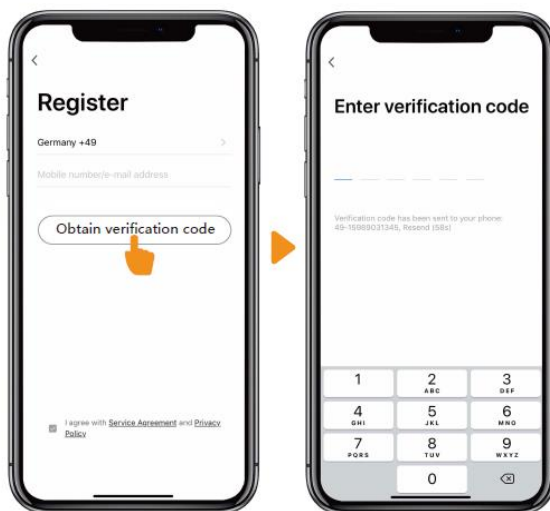 Register
Germany +49
Mobile number/e-mail address
Obtain verification code
I agree with Service Agreement and Privacy
Policy
Enter verification code
Verification code has been sent to your phone:
49-15989031345, Resend (58s)
1
2
ABC
3
DEF
4
GHI
5
JKL
6
MNO
7
PQRS
8
TUV
9
WXYZ
0